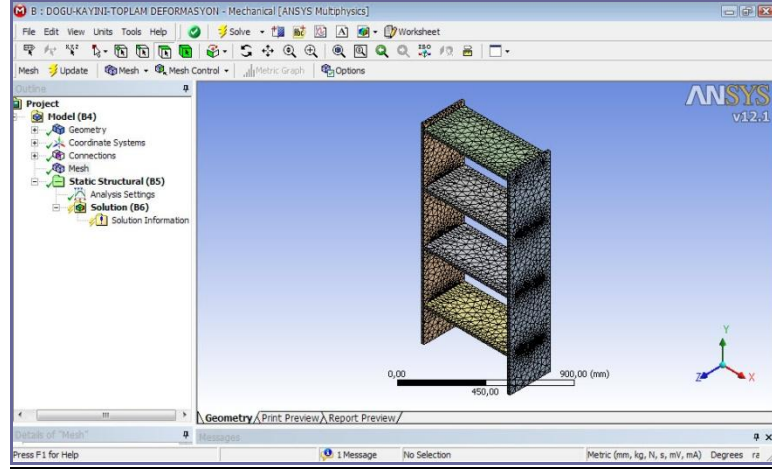 B : DOGU-KAYINI-TOPLAM DEFORMASYON - Mechanical [ANSYS Multiphysics]
File Edit View Units Tools Help Solve Worksheet
Mesh Update Mesh Mesh Control Metric Graph Options
Outline
Project
Model (B4)
Geometry
Coordinate Systems
Connections
Mesh
Static Structural (B5)
Analysis Settings
Solution (B6)
Solution Information
ANSYS
v12.1
0,00
900,00 (mm)
450,00
Y
Z
X
Geometry Print Preview Report Preview
Details of "Mesh"
Messages
Press F1 for Help 1 Message No Selection Metric (mm, kg, N, s, mV, mA) Degrees ra